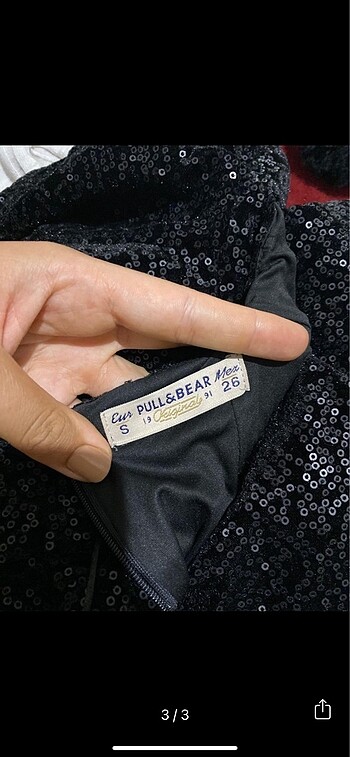 Eur PULL&BEAR Mex
S 19 Original 91 26
3/3